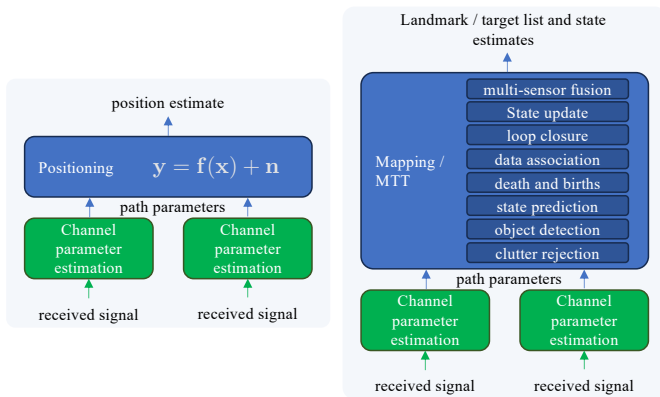 position estimate
Positioning y = f(x) + n
path parameters
Channel
parameter
estimation
Channel
parameter
estimation
received signal
received signal
Landmark / target list and state
estimates
Mapping /
MTT
multi-sensor fusion
State update
loop closure
data association
death and births
state prediction
object detection
clutter rejection
path parameters
Channel
parameter
estimation
Channel
parameter
estimation
received signal
received signal